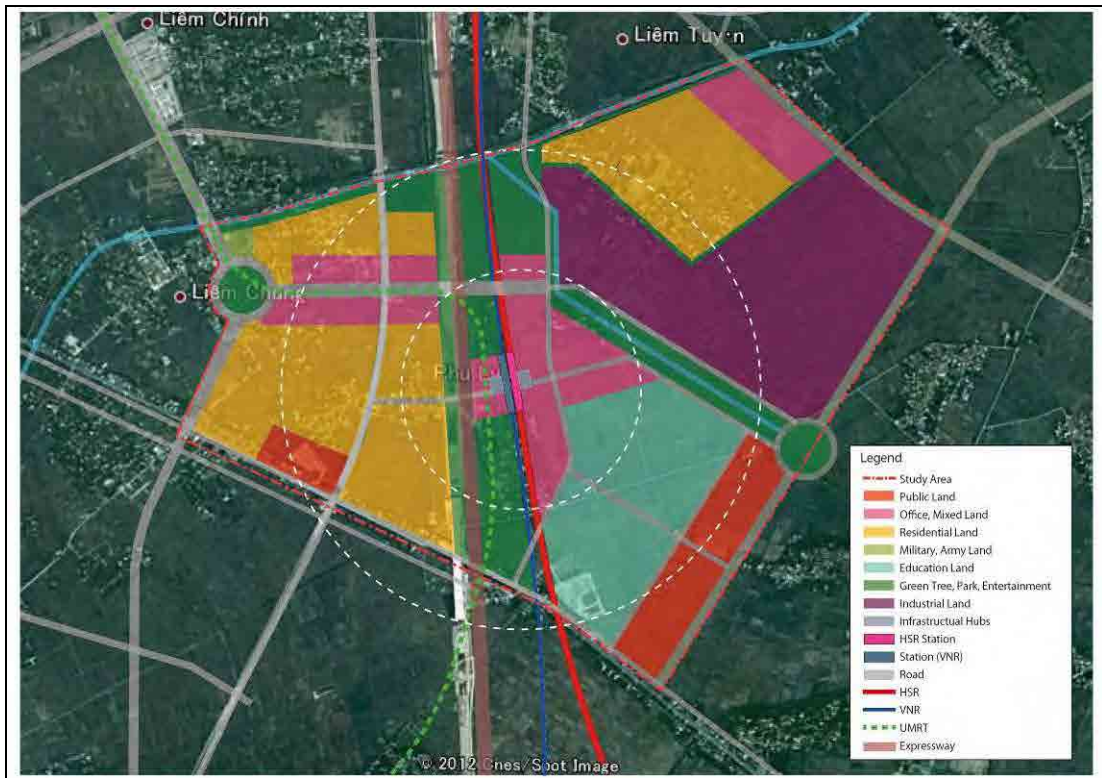 Liêm Chính
Liêm Tuy·n
Liêm Chung
Phủ Lý
Legend
Study Area
Public Land
Office, Mixed Land
Residential Land
Military, Army Land
Education Land
Green Tree, Park, Entertainment
Industrial Land
Infrastructual Hubs
HSR Station
Station (VNR)
Road
HSR
VNR
UMRT
Expressway
© 2012 Cnes/Spot Image